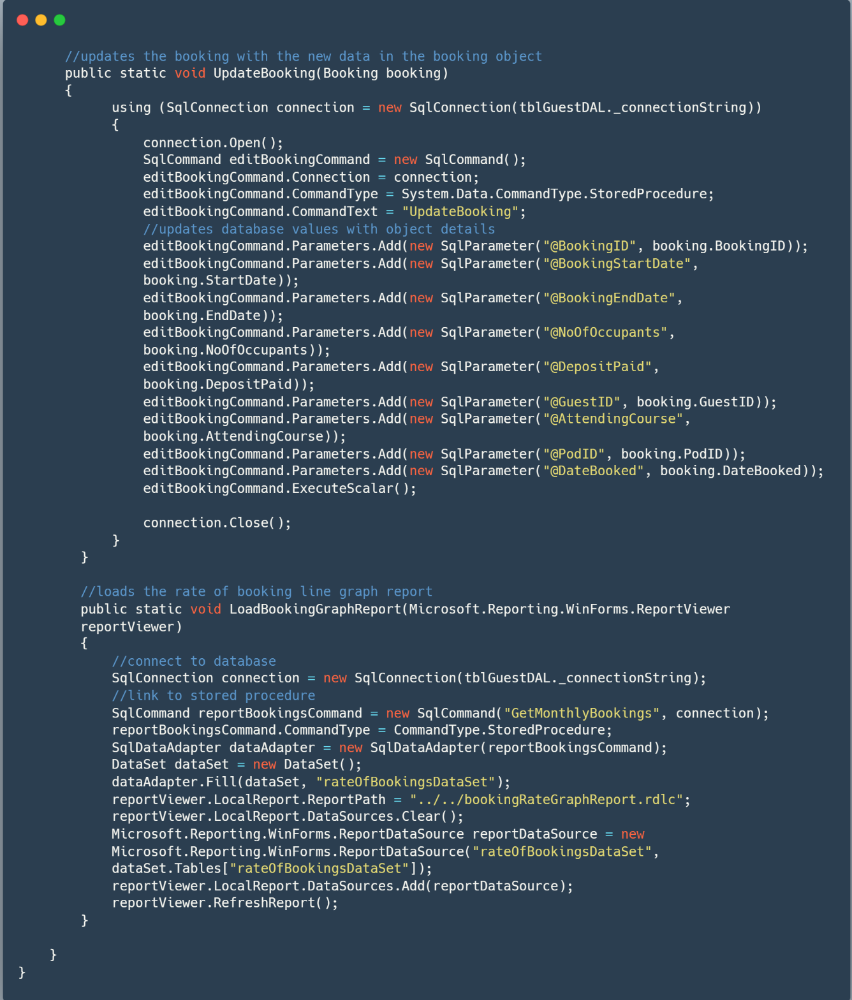 //updates the booking with the new data in the booking object
public static void UpdateBooking(Booking booking)
{
using (SqlConnection connection = new SqlConnection(tblGuestDAL._connectionString))
{
connection.Open();
SqlCommand editBookingCommand = new SqlCommand();
editBookingCommand.Connection = connection;
editBookingCommand.CommandType = System.Data.CommandType.StoredProcedure;
editBookingCommand.CommandText = "UpdateBooking";
//updates database values with object details
editBookingCommand.Parameters.Add(new SqlParameter("@BookingID", booking.BookingID));
editBookingCommand.Parameters.Add(new SqlParameter("@BookingStartDate",
booking.StartDate));
editBookingCommand.Parameters.Add(new SqlParameter("@BookingEndDate",
booking.EndDate));
editBookingCommand.Parameters.Add(new SqlParameter("@NoOfOccupants",
booking.NoOfOccupants));
editBookingCommand.Parameters.Add(new SqlParameter("@DepositPaid",
booking.DepositPaid));
editBookingCommand.Parameters.Add(new SqlParameter("@GuestID", booking.GuestID));
editBookingCommand.Parameters.Add(new SqlParameter("@AttendingCourse",
booking.AttendingCourse));
editBookingCommand.Parameters.Add(new SqlParameter("@PodID", booking.PodID));
editBookingCommand.Parameters.Add(new SqlParameter("@DateBooked", booking.DateBooked));
editBookingCommand.ExecuteScalar();
connection.Close();
}
}
//loads the rate of booking line graph report
public static void LoadBookingGraphReport(Microsoft.Reporting.WinForms.ReportViewer
reportViewer)
{
//connect to database
SqlConnection connection = new SqlConnection(tblGuestDAL._connectionString);
//link to stored procedure
SqlCommand reportBookingsCommand = new SqlCommand("GetMonthlyBookings", connection);
reportBookingsCommand.CommandType = CommandType.StoredProcedure;
SqlDataAdapter dataAdapter = new SqlDataAdapter(reportBookingsCommand);
DataSet dataSet = new DataSet();
dataAdapter.Fill(dataSet, "rateOfBookingsDataSet");
reportViewer.LocalReport.ReportPath = "../../bookingRateGraphReport.rdlc";
reportViewer.LocalReport.DataSources.Clear();
Microsoft.Reporting.WinForms.ReportDataSource reportDataSource = new
Microsoft.Reporting.WinForms.ReportDataSource("rateOfBookingsDataSet",
dataSet.Tables["rateOfBookingsDataSet"]);
reportViewer.LocalReport.DataSources.Add(reportDataSource);
reportViewer.RefreshReport();
}
}
}